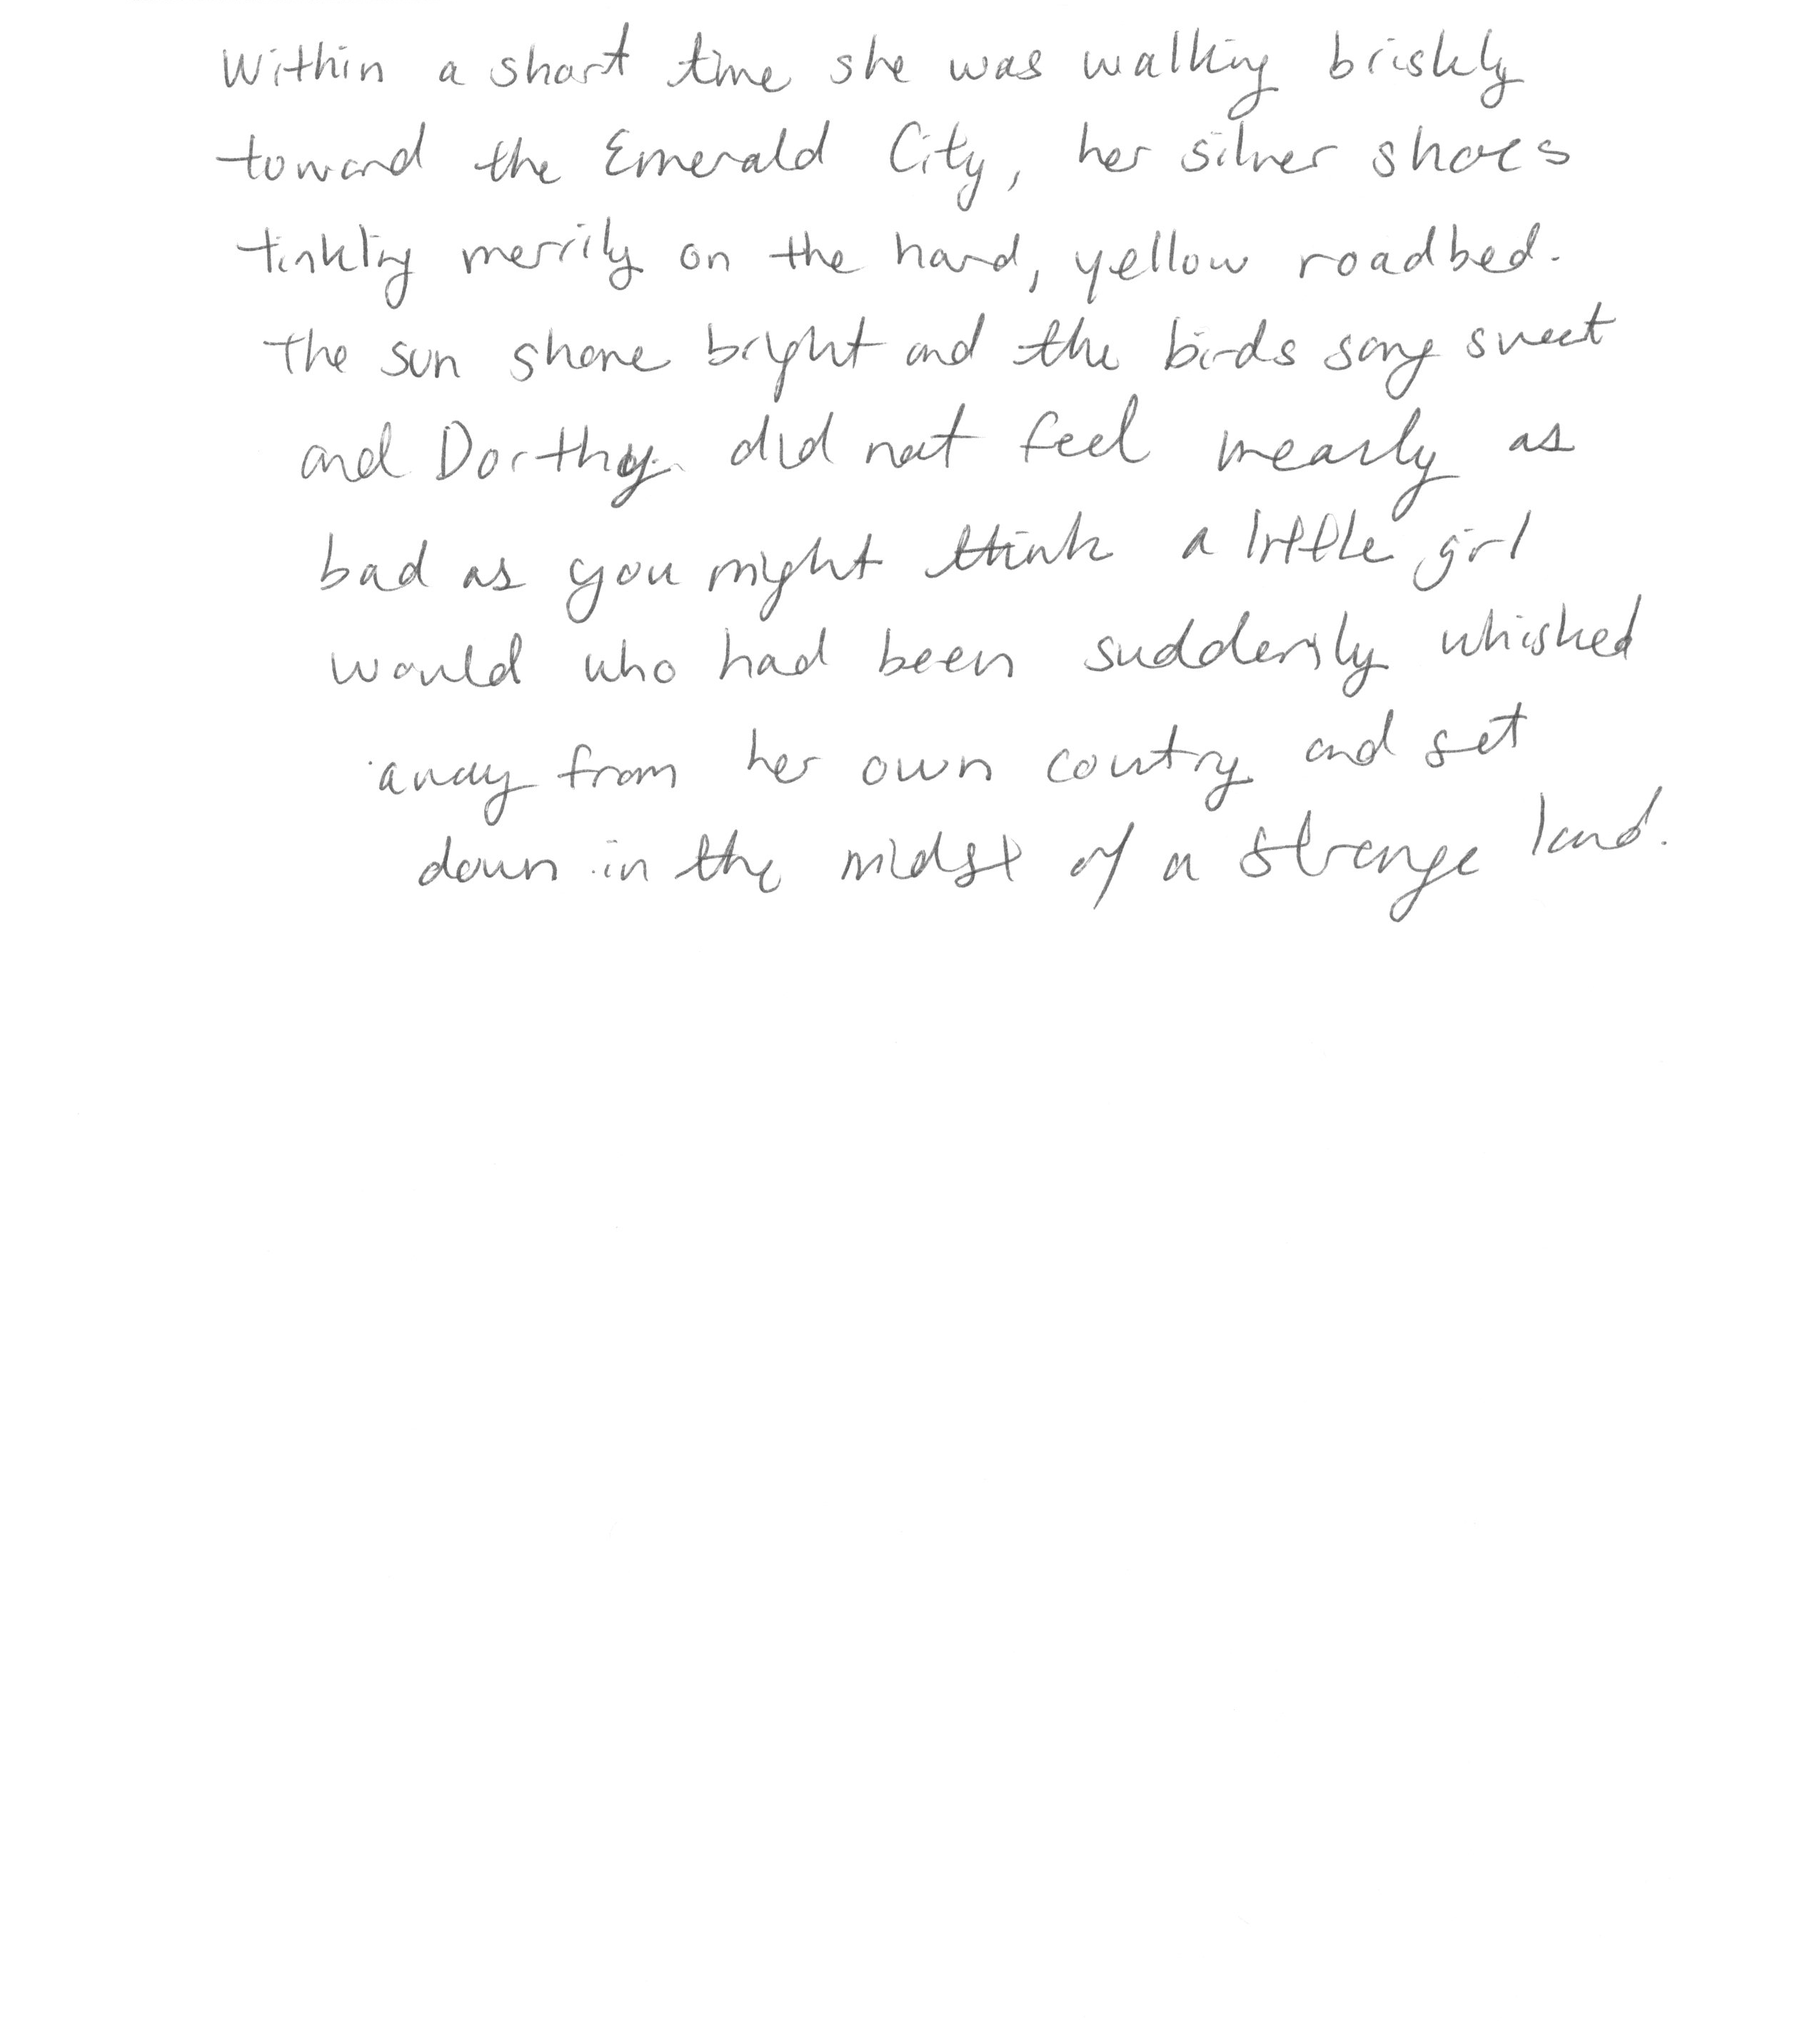 Within a short time she was walking briskly
toward the Emerald City, her silver shoes
tinkling merrily on the hard, yellow roadbed.
the sun shone bright and the birds sang sweet
and Dorthy did not feel nearly as
bad as you might think a little girl
would who had been suddenly whisked
away from her own country and set
down in the midst of a strange land.